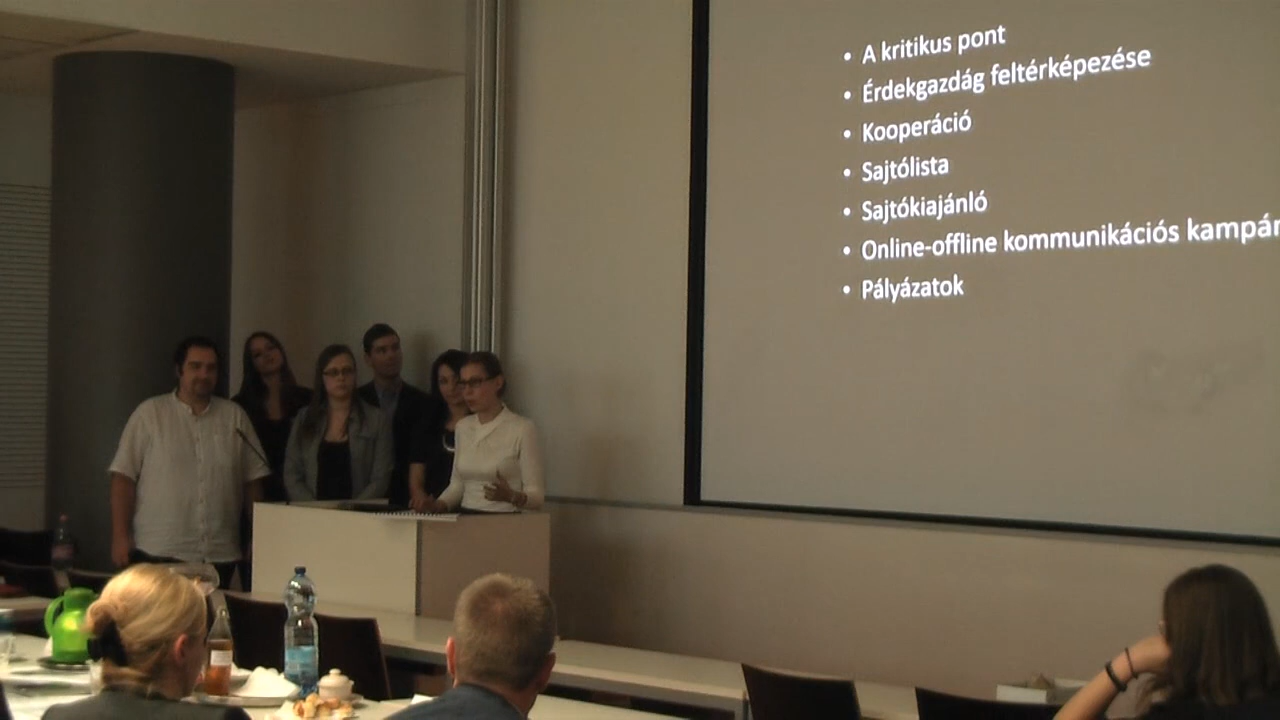 • A kritikus pont
• Érdekgazdág feltérképezése
• Kooperáció
• Sajtólista
• Sajtókiajánló
• Online-offline kommunikációs
• Pályázatok